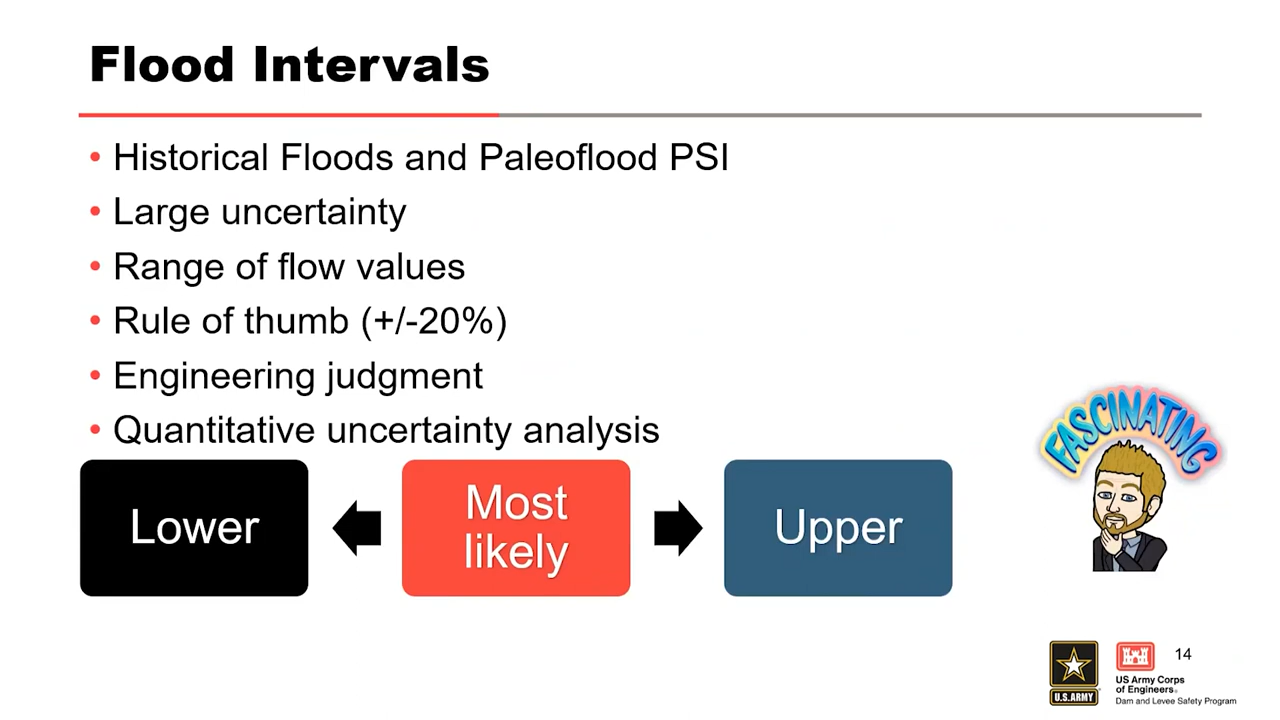 Flood Intervals
• Historical Floods and Paleoflood PSI
• Large uncertainty
• Range of flow values
• Rule of thumb (+/-20%)
• Engineering judgment
• Quantitative uncertainty analysis
Lower
Most
likely
Upper
FASCINATING
U.S.ARMY
US Army Corps
of Engineers®
Dam and Levee Safety Program
14